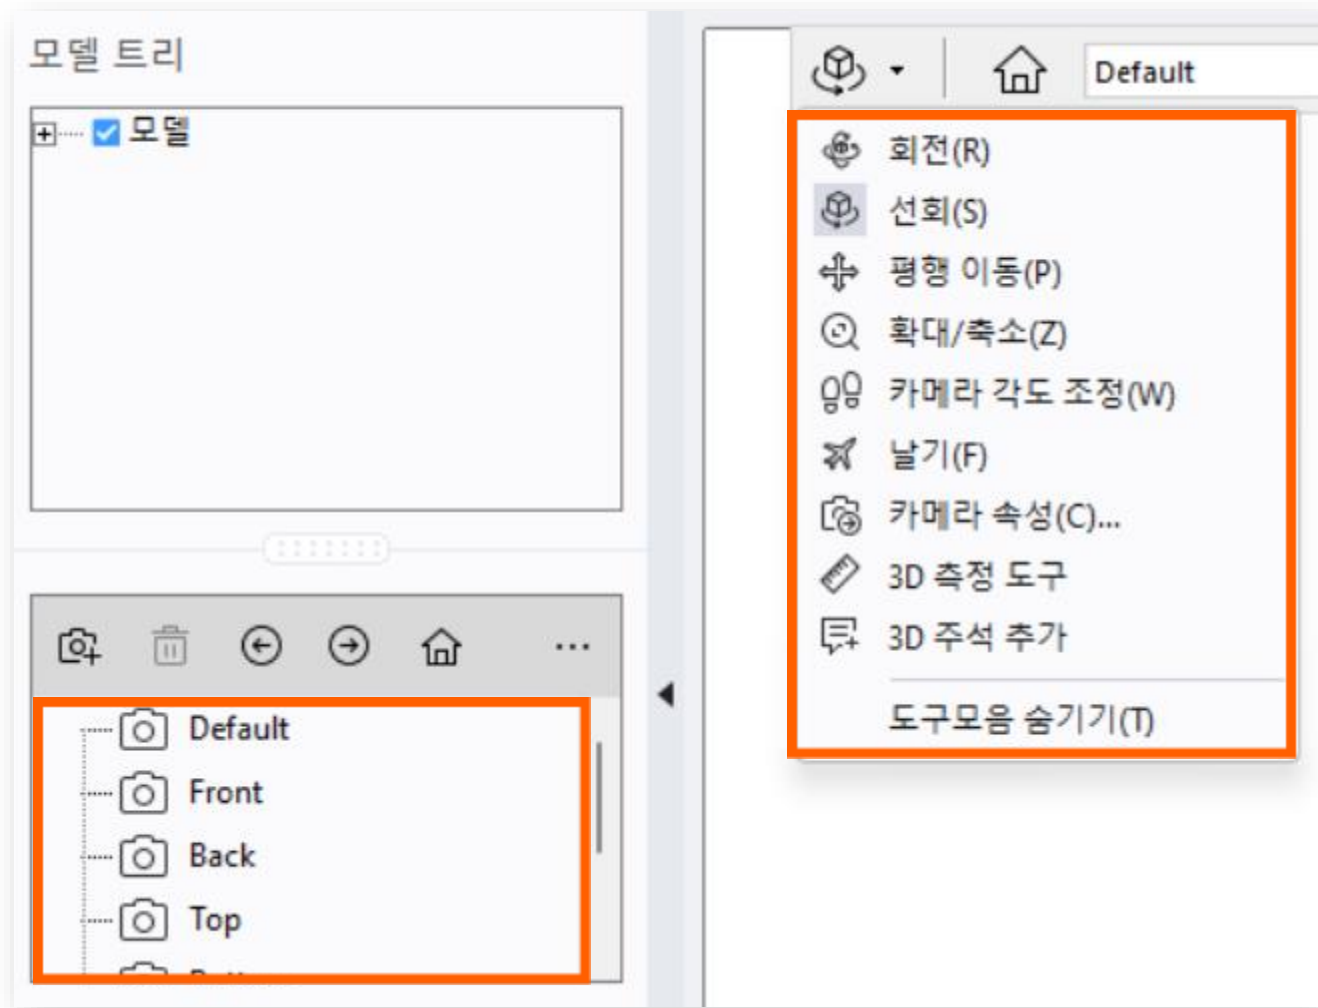 모델 트리
모델
Default
Front
Back
Top
Default
회전(R)
선회(S)
평행 이동(P)
확대/축소(Z)
카메라 각도 조정(W)
날기(F)
카메라 속성(C)...
3D 측정 도구
3D 주석 추가
도구모음 숨기기(T)